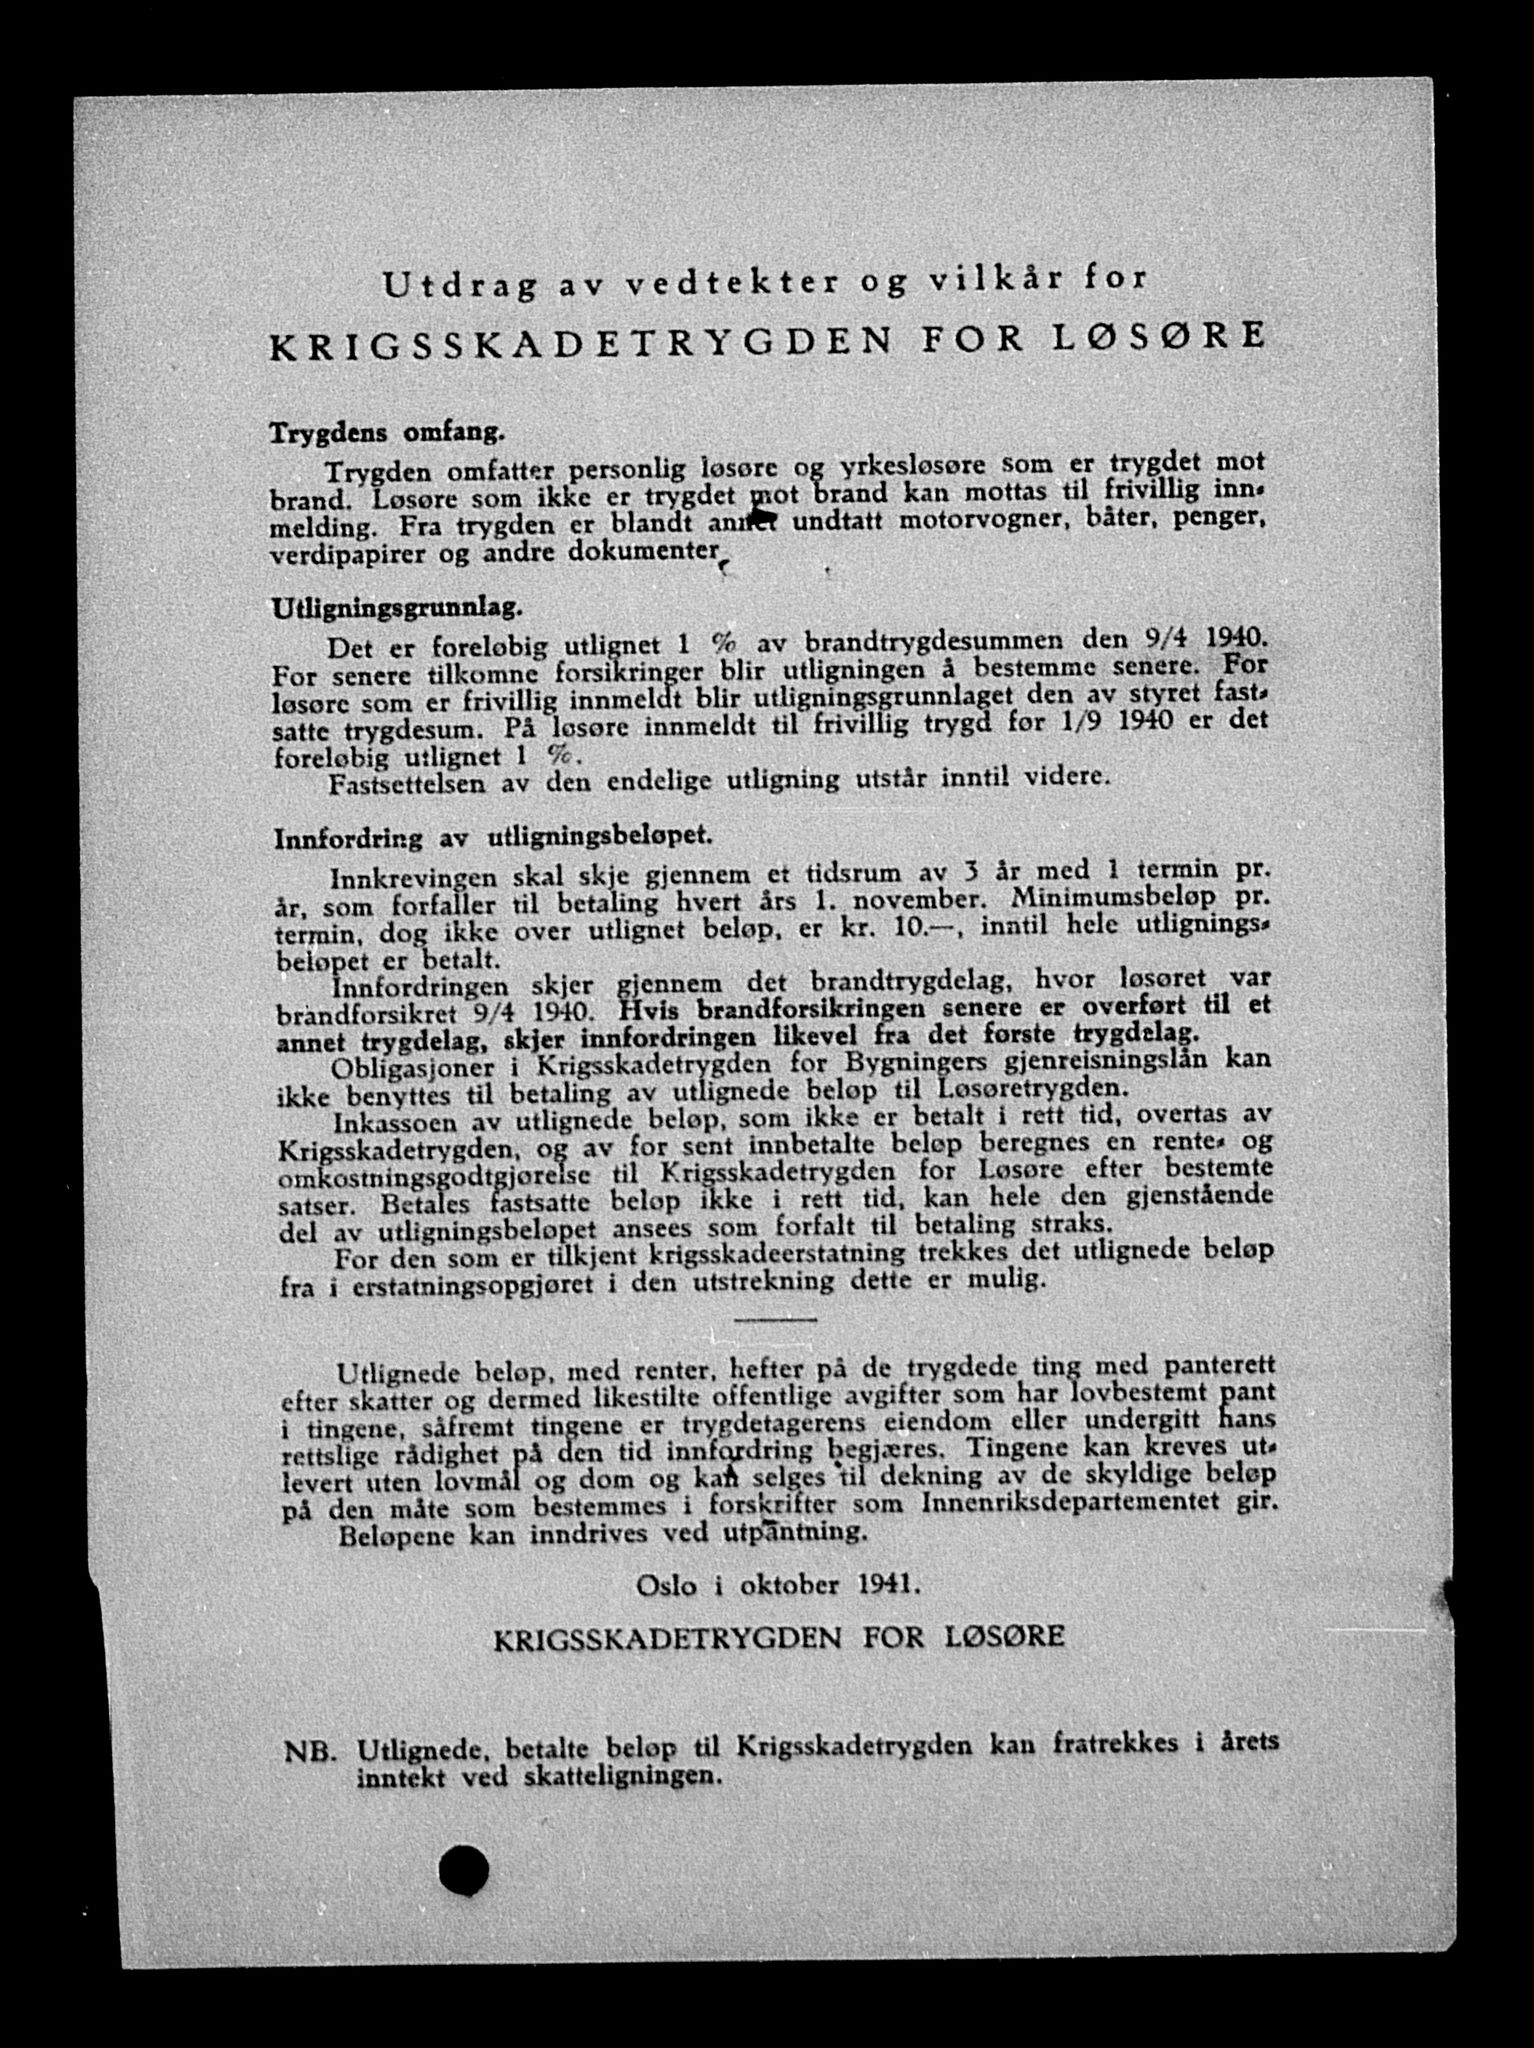 Utdrag av vedtekter og vilkår for
KRIGSSKADETRYGDEN FOR LØSØRE
Trygdens omfang.
Trygden omfatter personlig løsøre og yrkesløsøre som er trygdet mot
brand. Løsøre som ikke er trygdet mot brand kan mottas til frivillig inn-
melding. Fra trygden er blandt annet undtatt motorvogner, båter, penger,
verdipapirer og andre dokumenter.
Utligningsgrunnlag.
Det er foreløbig utlignet 1 % av brandtrygdesummen den 9/4 1940.
For senere tilkomne forsikringer blir utligningen å bestemme senere. For
løsøre som er frivillig innmeldt blir utligningsgrunnlaget den av styret fast-
satte trygdesum. På løsøre innmeldt til frivillig trygd før 1/9 1940 er det
foreløbig utlignet 1 %.
Fastsettelsen av den endelige utligning utstår inntil videre.
Innfordring av utligningsbeløpet.
Innkrevingen skal skje gjennem et tidsrum av 3 år med 1 termin pr.
år, som forfaller til betaling hvert års 1. november. Minimumsbeløp pr.
termin, dog ikke over utlignet beløp, er kr. 10.—, inntil hele utlignings-
beløpet er betalt.
Innfordringen skjer gjennem det brandtrygdelag, hvor løsøret var
brandforsikret 9/4 1940. Hvis brandforsikringen senere er overført til et
annet trygdelag, skjer innfordringen likevel fra det første trygdelag.
Obligasjoner i Krigsskadetrygden for Bygningers gjenreisningslån kan
ikke benyttes til betaling av utlignede beløp til Løsøretrygden.
Inkassoen av utlignede beløp, som ikke er betalt i rett tid, overtas av
Krigsskadetrygden, og av for sent innbetalte beløp beregnes en rente- og
omkostningsgodtgjørelse til Krigsskadetrygden for Løsøre efter bestemte
satser. Betales fastsatte beløp ikke i rett tid, kan hele den gjenstående
del av utligningsbeløpet ansees som forfalt til betaling straks.
For den som er tilkjent krigsskadeerstatning trekkes det utlignede beløp
fra i erstatningsopgjøret i den utstrekning dette er mulig.
Utlignede beløp, med renter, hefter på de trygdede ting med panterett
efter skatter og dermed likestilte offentlige avgifter som har lovbestemt pant
i tingene, såfremt tingene er trygdetagerens eiendom eller undergitt hans
rettslige rådighet på den tid innfordring begjæres. Tingene kan kreves ut-
levert uten lovmål og dom og kan selges til dekning av de skyldige beløp
på den måte som bestemmes i forskrifter som Innenriksdepartementet gir.
Beløpene kan inndrives ved utpantning.
Oslo i oktober 1941.
KRIGSSKADETRYGDEN FOR LØSØRE
NB. Utlignede, betalte beløp til Krigsskadetrygden kan fratrekkes i årets
inntekt ved skatteligningen.